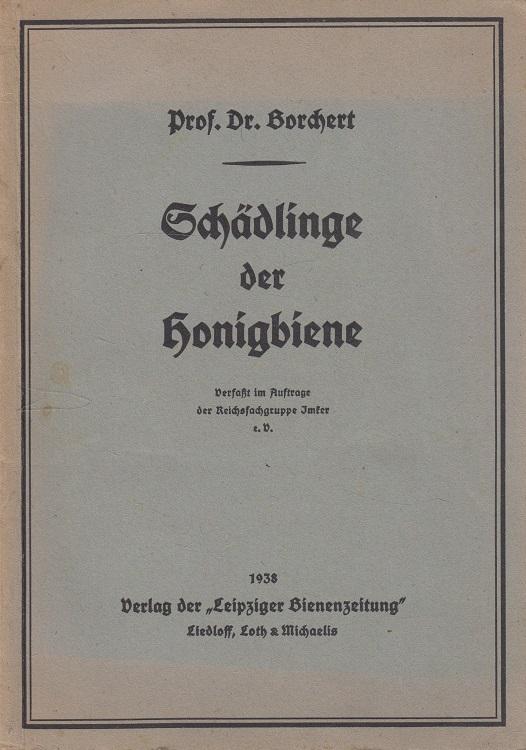 Prof. Dr. Borchert
Schädlinge
der
Honigbiene
Verfaßt im Auftrage
der Reichsfachgruppe Imker
e. V.
1938
Verlag der „Leipziger Bienenzeitung”
Liedloff, Loth & Michaelis